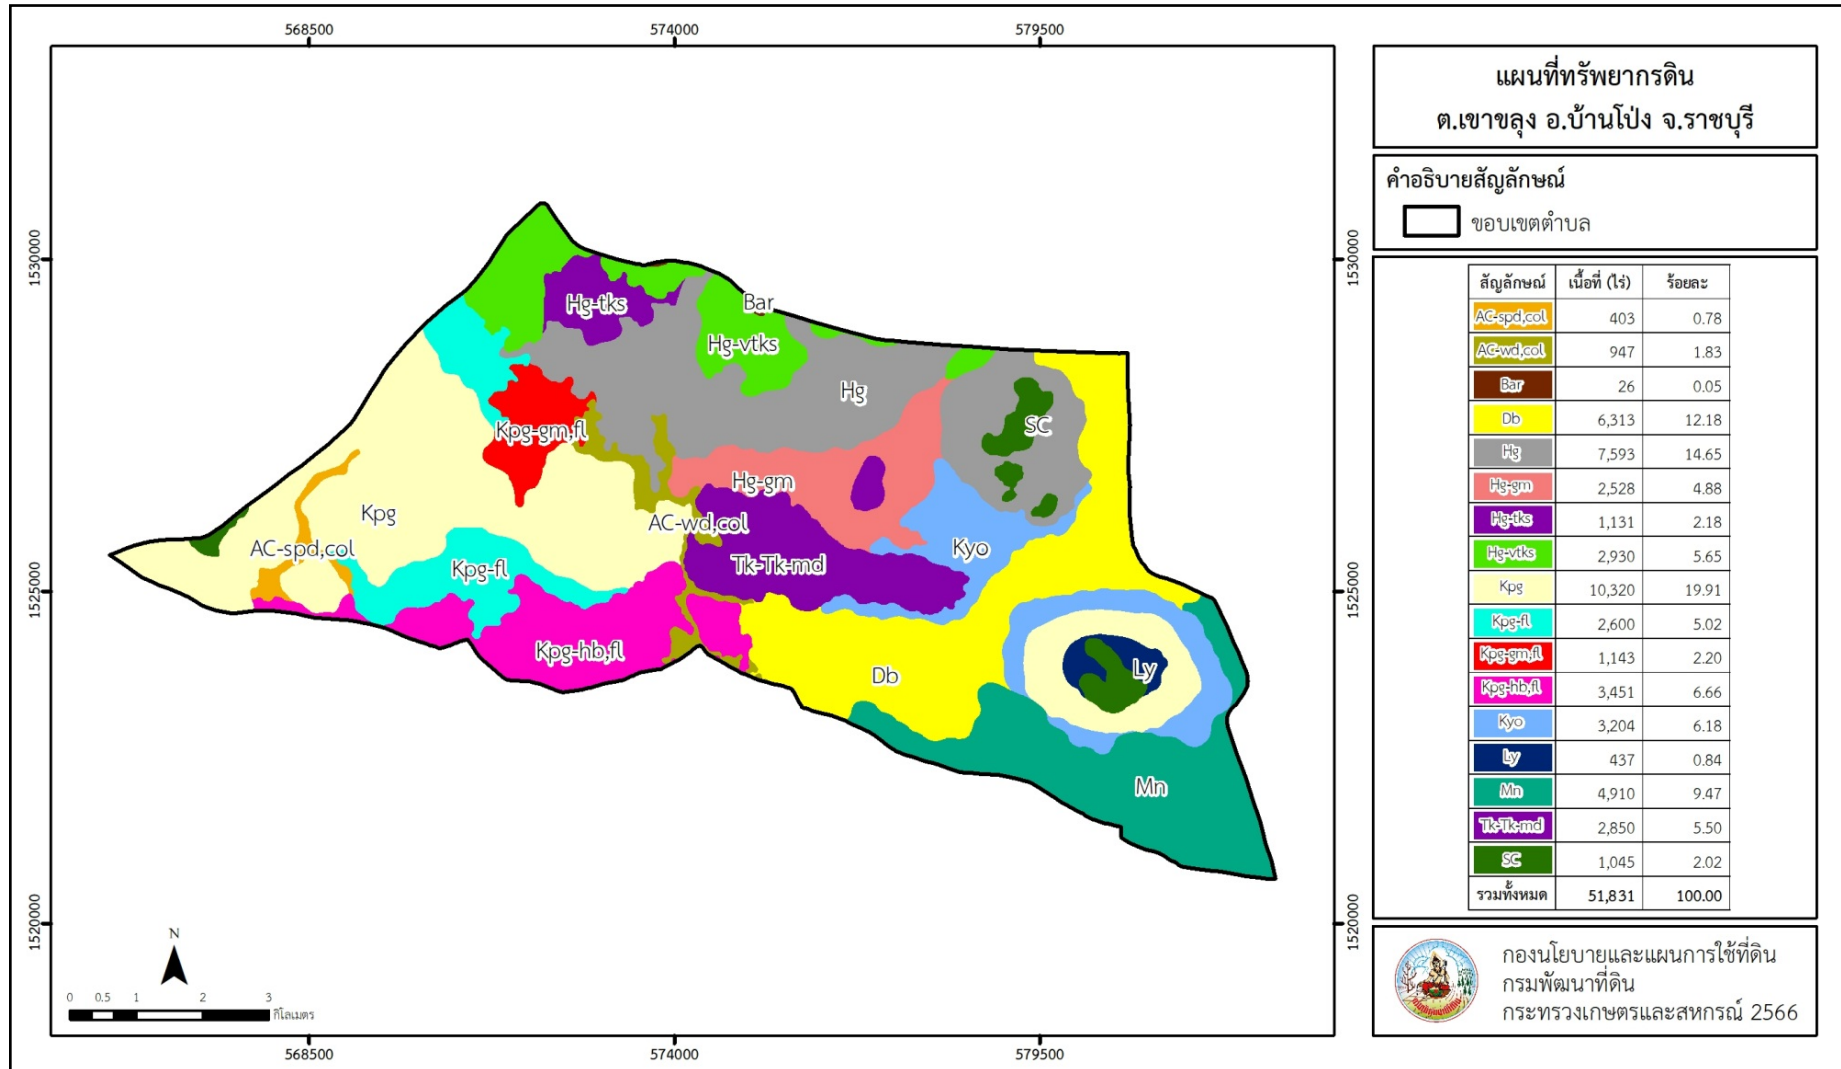 568500 574000 579500
แผนที่ทรัพยากรดิน
ต.เขาขลุง อ.บ้านโป่ง จ.ราชบุรี
คำอธิบายสัญลักษณ์
ขอบเขตตำบล
1530000 1530000
สัญลักษณ์ เนื้อที่ (ไร่) ร้อยละ
AC-spd,col 403 0.78
AC-wd,col 947 1.83
Bar 26 0.05
Db 6,313 12.18
Hg 7,593 14.65
Hg-gm 2,528 4.88
Hg-tks 1,131 2.18
Hg-vtks 2,930 5.65
Kpg 10,320 19.91
Kpg-fl 2,600 5.02
Kpg-gm,fl 1,143 2.20
Kpg-hb,fl 3,451 6.66
Kyo 3,204 6.18
Ly 437 0.84
Mn 4,910 9.47
Tk-Tk-md 2,850 5.50
SC 1,045 2.02
รวมทั้งหมด 51,831 100.00
Hg-tks
Bar
Hg-vtks
Hg
Kpg-gm,fl
SC
Hg-gm
Kpg
AC-wd,col
AC-spd,col
Kyo
Kpg-fl
Tk-Tk-md
1525000 1525000
Kpg-hb,fl
Db
Ly
Mn
1520000 1520000
N
0 0.5 1 2 3
กิโลเมตร
568500 574000 579500
กองนโยบายและแผนการใช้ที่ดิน
กรมพัฒนาที่ดิน
กระทรวงเกษตรและสหกรณ์ 2566